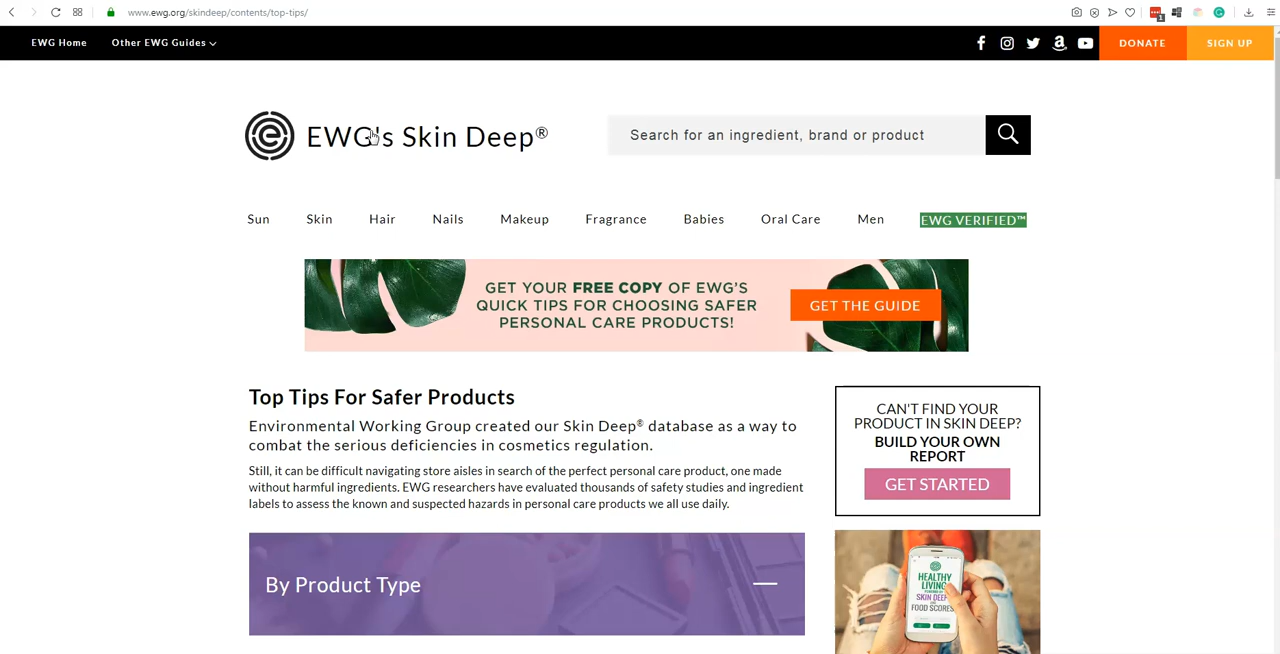 www.ewg.org/skindeep/contents/top-tips/
EWG Home
Other EWG Guides
DONATE
SIGN UP
EWG's Skin Deep®
Search for an ingredient, brand or product
Sun
Skin
Hair
Nails
Makeup
Fragrance
Babies
Oral Care
Men
EWG VERIFIED™
GET YOUR FREE COPY OF EWG'S
QUICK TIPS FOR CHOOSING SAFER
PERSONAL CARE PRODUCTS!
GET THE GUIDE
Top Tips For Safer Products
Environmental Working Group created our Skin Deep® database as a way to
combat the serious deficiencies in cosmetics regulation.
Still, it can be difficult navigating store aisles in search of the perfect personal care product, one made
without harmful ingredients. EWG researchers have evaluated thousands of safety studies and ingredient
labels to assess the known and suspected hazards in personal care products we all use daily.
By Product Type
CAN'T FIND YOUR
PRODUCT IN SKIN DEEP?
BUILD YOUR OWN
REPORT
GET STARTED
HEALTHY
LIVING
SKIN DEEP
FOOD SCORES